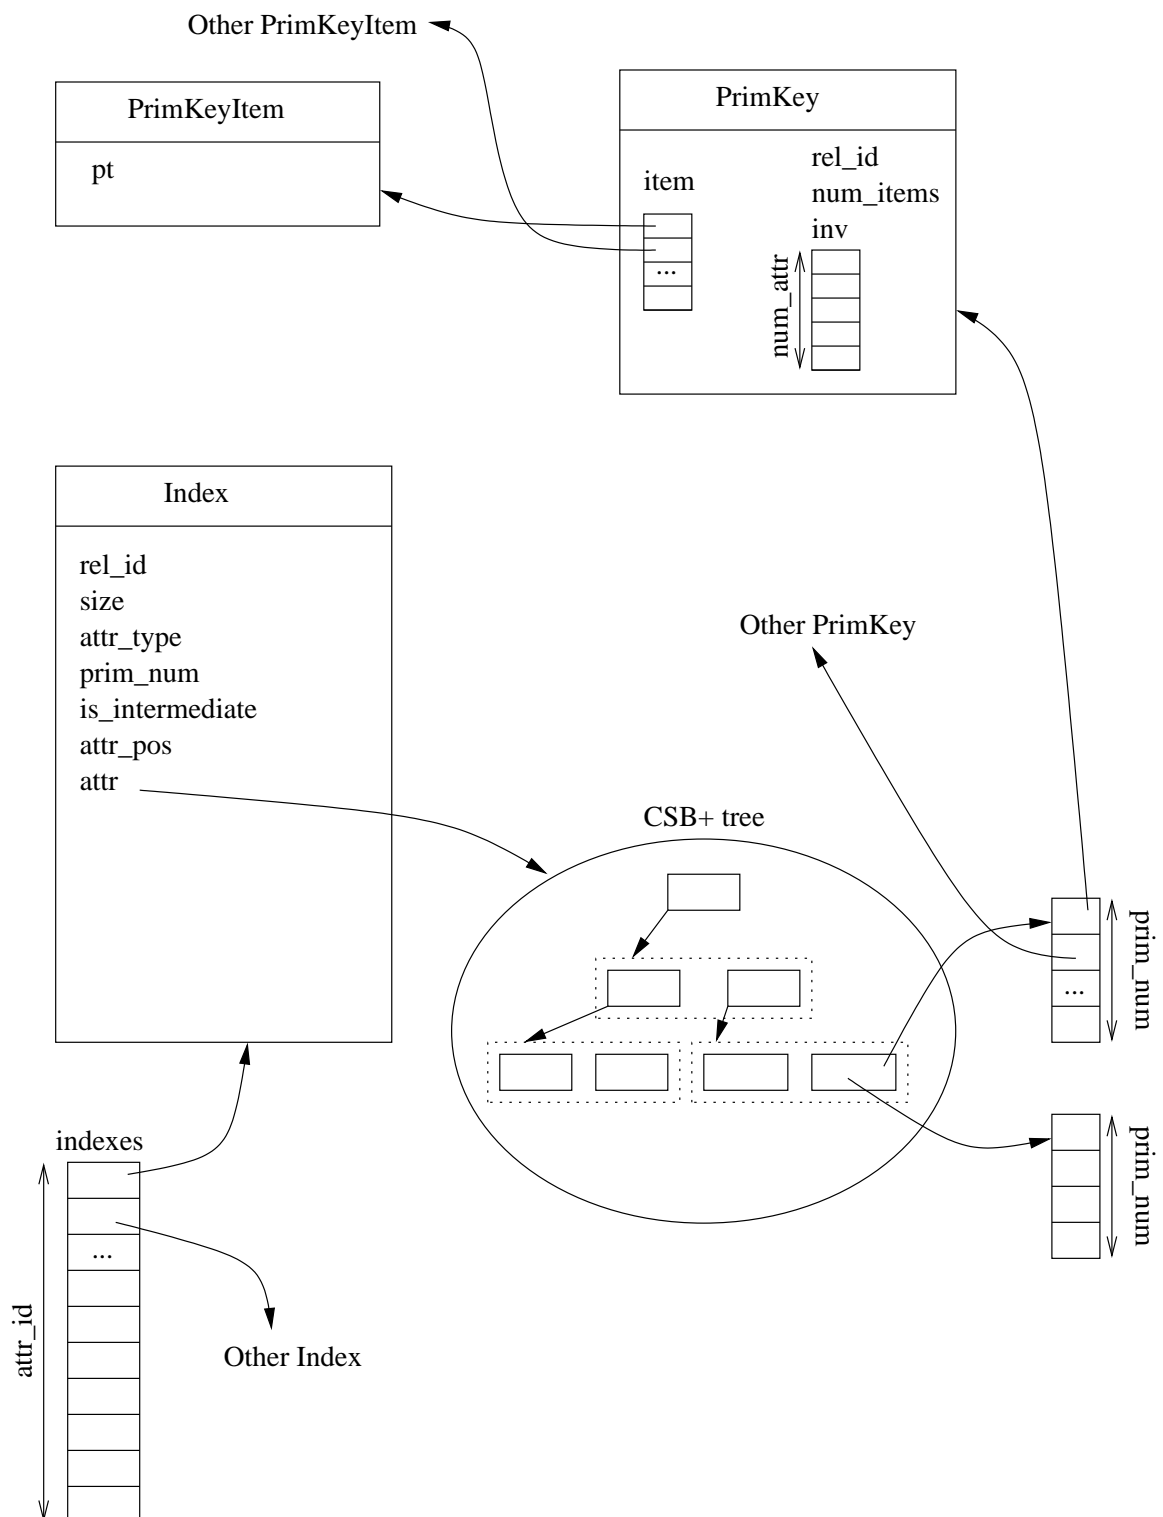 Other PrimKeyItem
PrimKeyItem
pt
PrimKey
item
rel_id
num_items
inv
...
num_attr
Index
rel_id
size
attr_type
prim_num
is_intermediate
attr_pos
attr
Other PrimKey
CSB+ tree
...
prim_num
prim_num
indexes
...
attr_id
Other Index